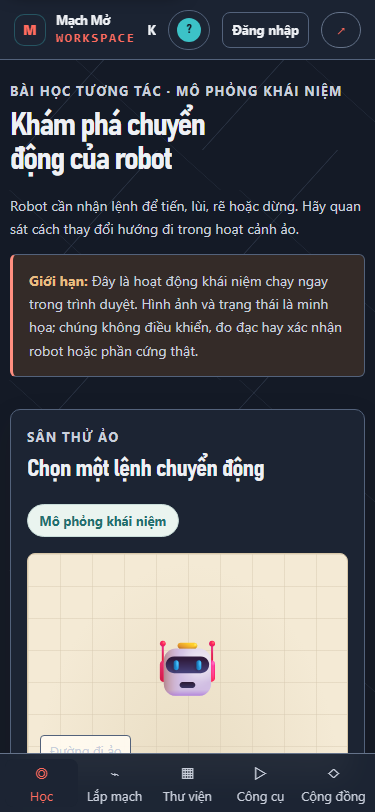 M
Mạch Mở
WORKSPACE
K
?
Đăng nhập
↗
BÀI HỌC TƯƠNG TÁC · MÔ PHỎNG KHÁI NIỆM
Khám phá chuyển
động của robot
Robot cần nhận lệnh để tiến, lùi, rẽ hoặc dừng. Hãy quan
sát cách thay đổi hướng đi trong hoạt cảnh ảo.
Giới hạn: Đây là hoạt động khái niệm chạy ngay
trong trình duyệt. Hình ảnh và trạng thái là minh
họa; chúng không điều khiển, đo đạc hay xác nhận
robot hoặc phần cứng thật.
SÂN THỬ ẢO
Chọn một lệnh chuyển động
Mô phỏng khái niệm
Đường đi ảo
Học
Lắp mạch
Thư viện
Công cụ
Cộng đồng